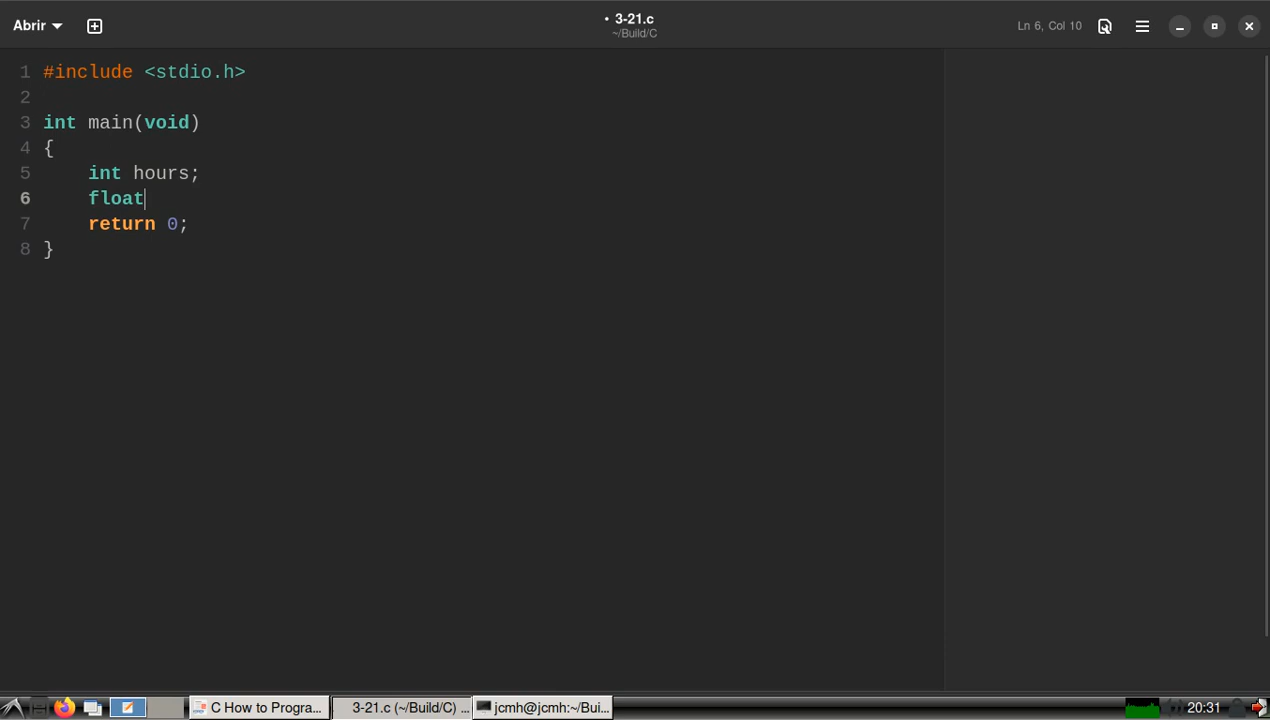 Abrir
• 3-21.c
~/Build/C
Ln 6, Col 10
1 #include <stdio.h>
2
3 int main(void)
4 {
5     int hours;
6     float
7     return 0;
8 }
C How to Progra...
3-21.c (~/Build/C) ...
jcmh@jcmh:~/Bui...
20:31